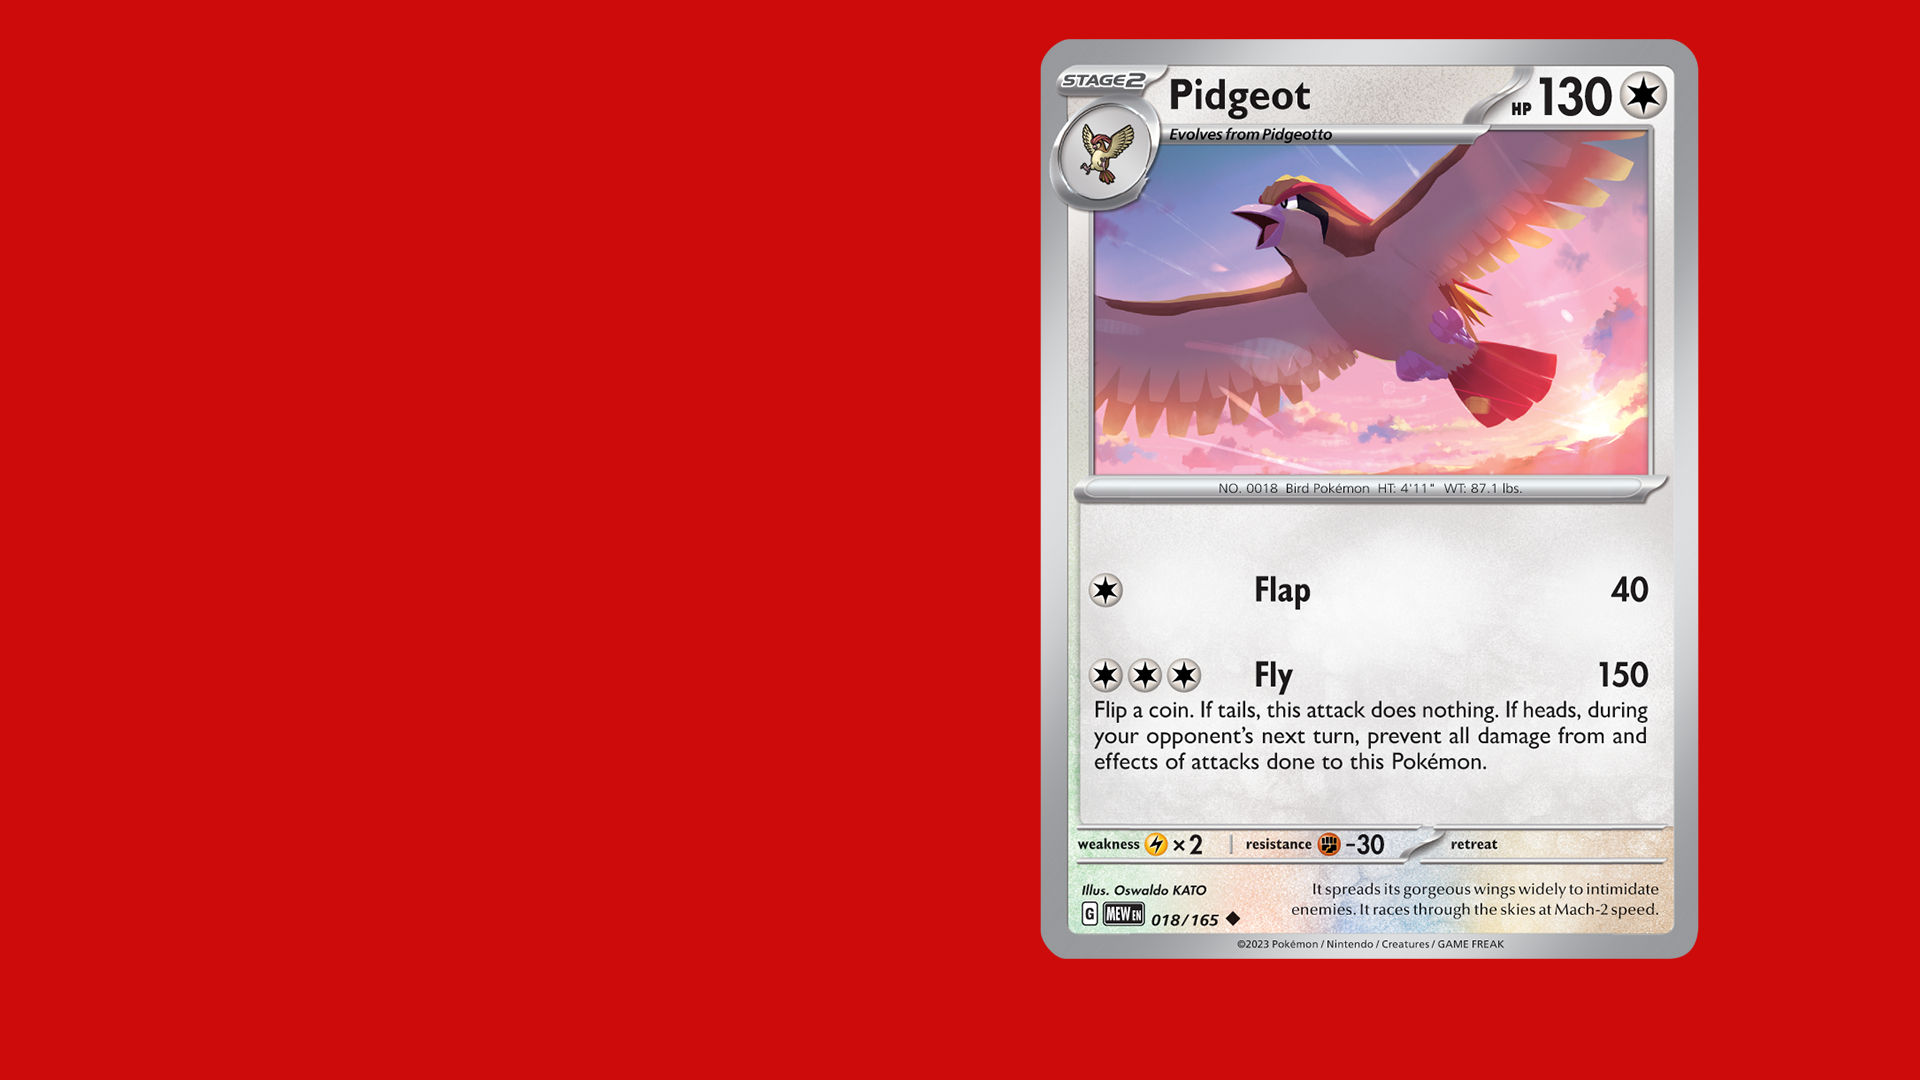 STAGE2 Pidgeot HP 130
Evolves from Pidgeotto
NO. 0018 Bird Pokémon HT: 4'11" WT: 87.1 lbs.
Flap 40
Fly 150
Flip a coin. If tails, this attack does nothing. If heads, during
your opponent's next turn, prevent all damage from and
effects of attacks done to this Pokémon.
weakness ×2 resistance -30 retreat
Illus. Oswaldo KATO
G MEW EN 018/165
It spreads its gorgeous wings widely to intimidate
enemies. It races through the skies at Mach-2 speed.
©2023 Pokémon / Nintendo / Creatures / GAME FREAK